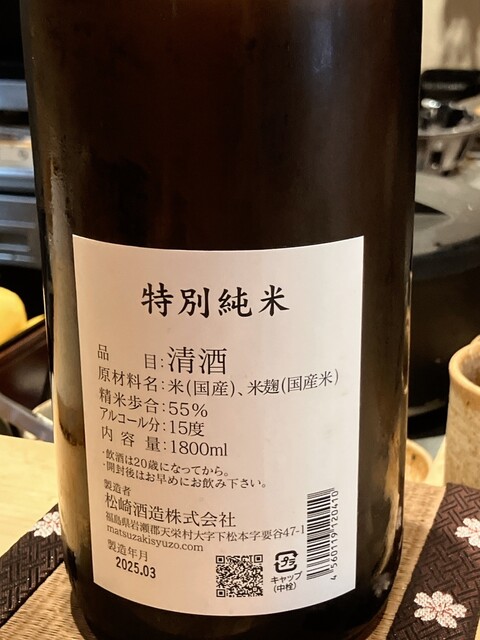 特別純米
品目:清酒
原材料名:米(国産)、米麹(国産米)
精米歩合:55%
アルコール分:15度
内容量:1800ml
・飲酒は20歳になってから。
・開封後はお早めにお飲み下さい。
製造者
松崎酒造株式会社
福島県岩瀬郡天栄村大字下松本字要谷47-1
matsuzakisyuzo.com
製造年月
2025.03
プラ
キャップ
(中栓)
4 560119 120410